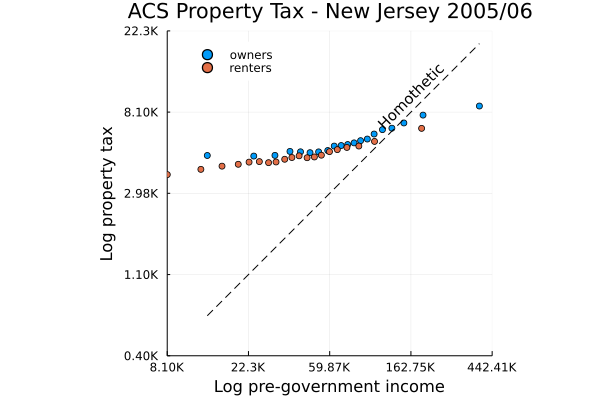 ACS Property Tax - New Jersey 2005/06
owners
renters
Homothetic
22.3K
8.10K
2.98K
1.10K
0.40K
Log property tax
8.10K 22.3K 59.87K 162.75K 442.41K
Log pre-government income